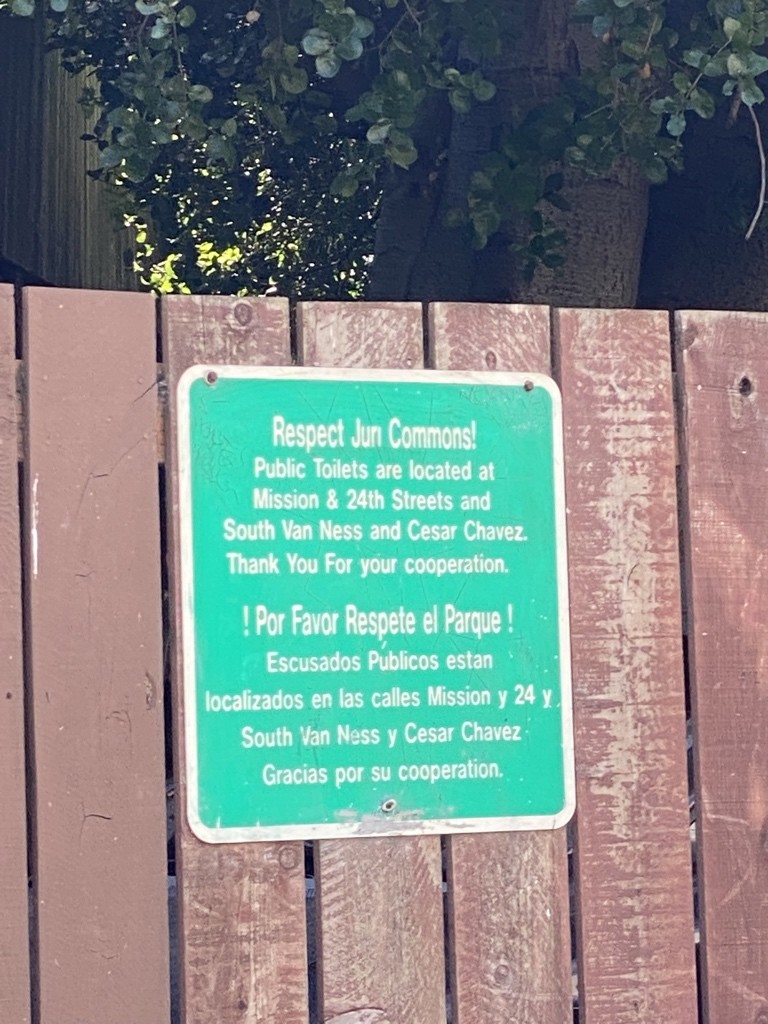 Respect Juri Commons!
Public Toilets are located at
Mission & 24th Streets and
South Van Ness and Cesar Chavez.
Thank You For your cooperation.
! Por Favor Respete el Parque !
Escusados Públicos estan
localizados en las calles Mission y 24 y
South Van Ness y Cesar Chavez
Gracias por su cooperation.